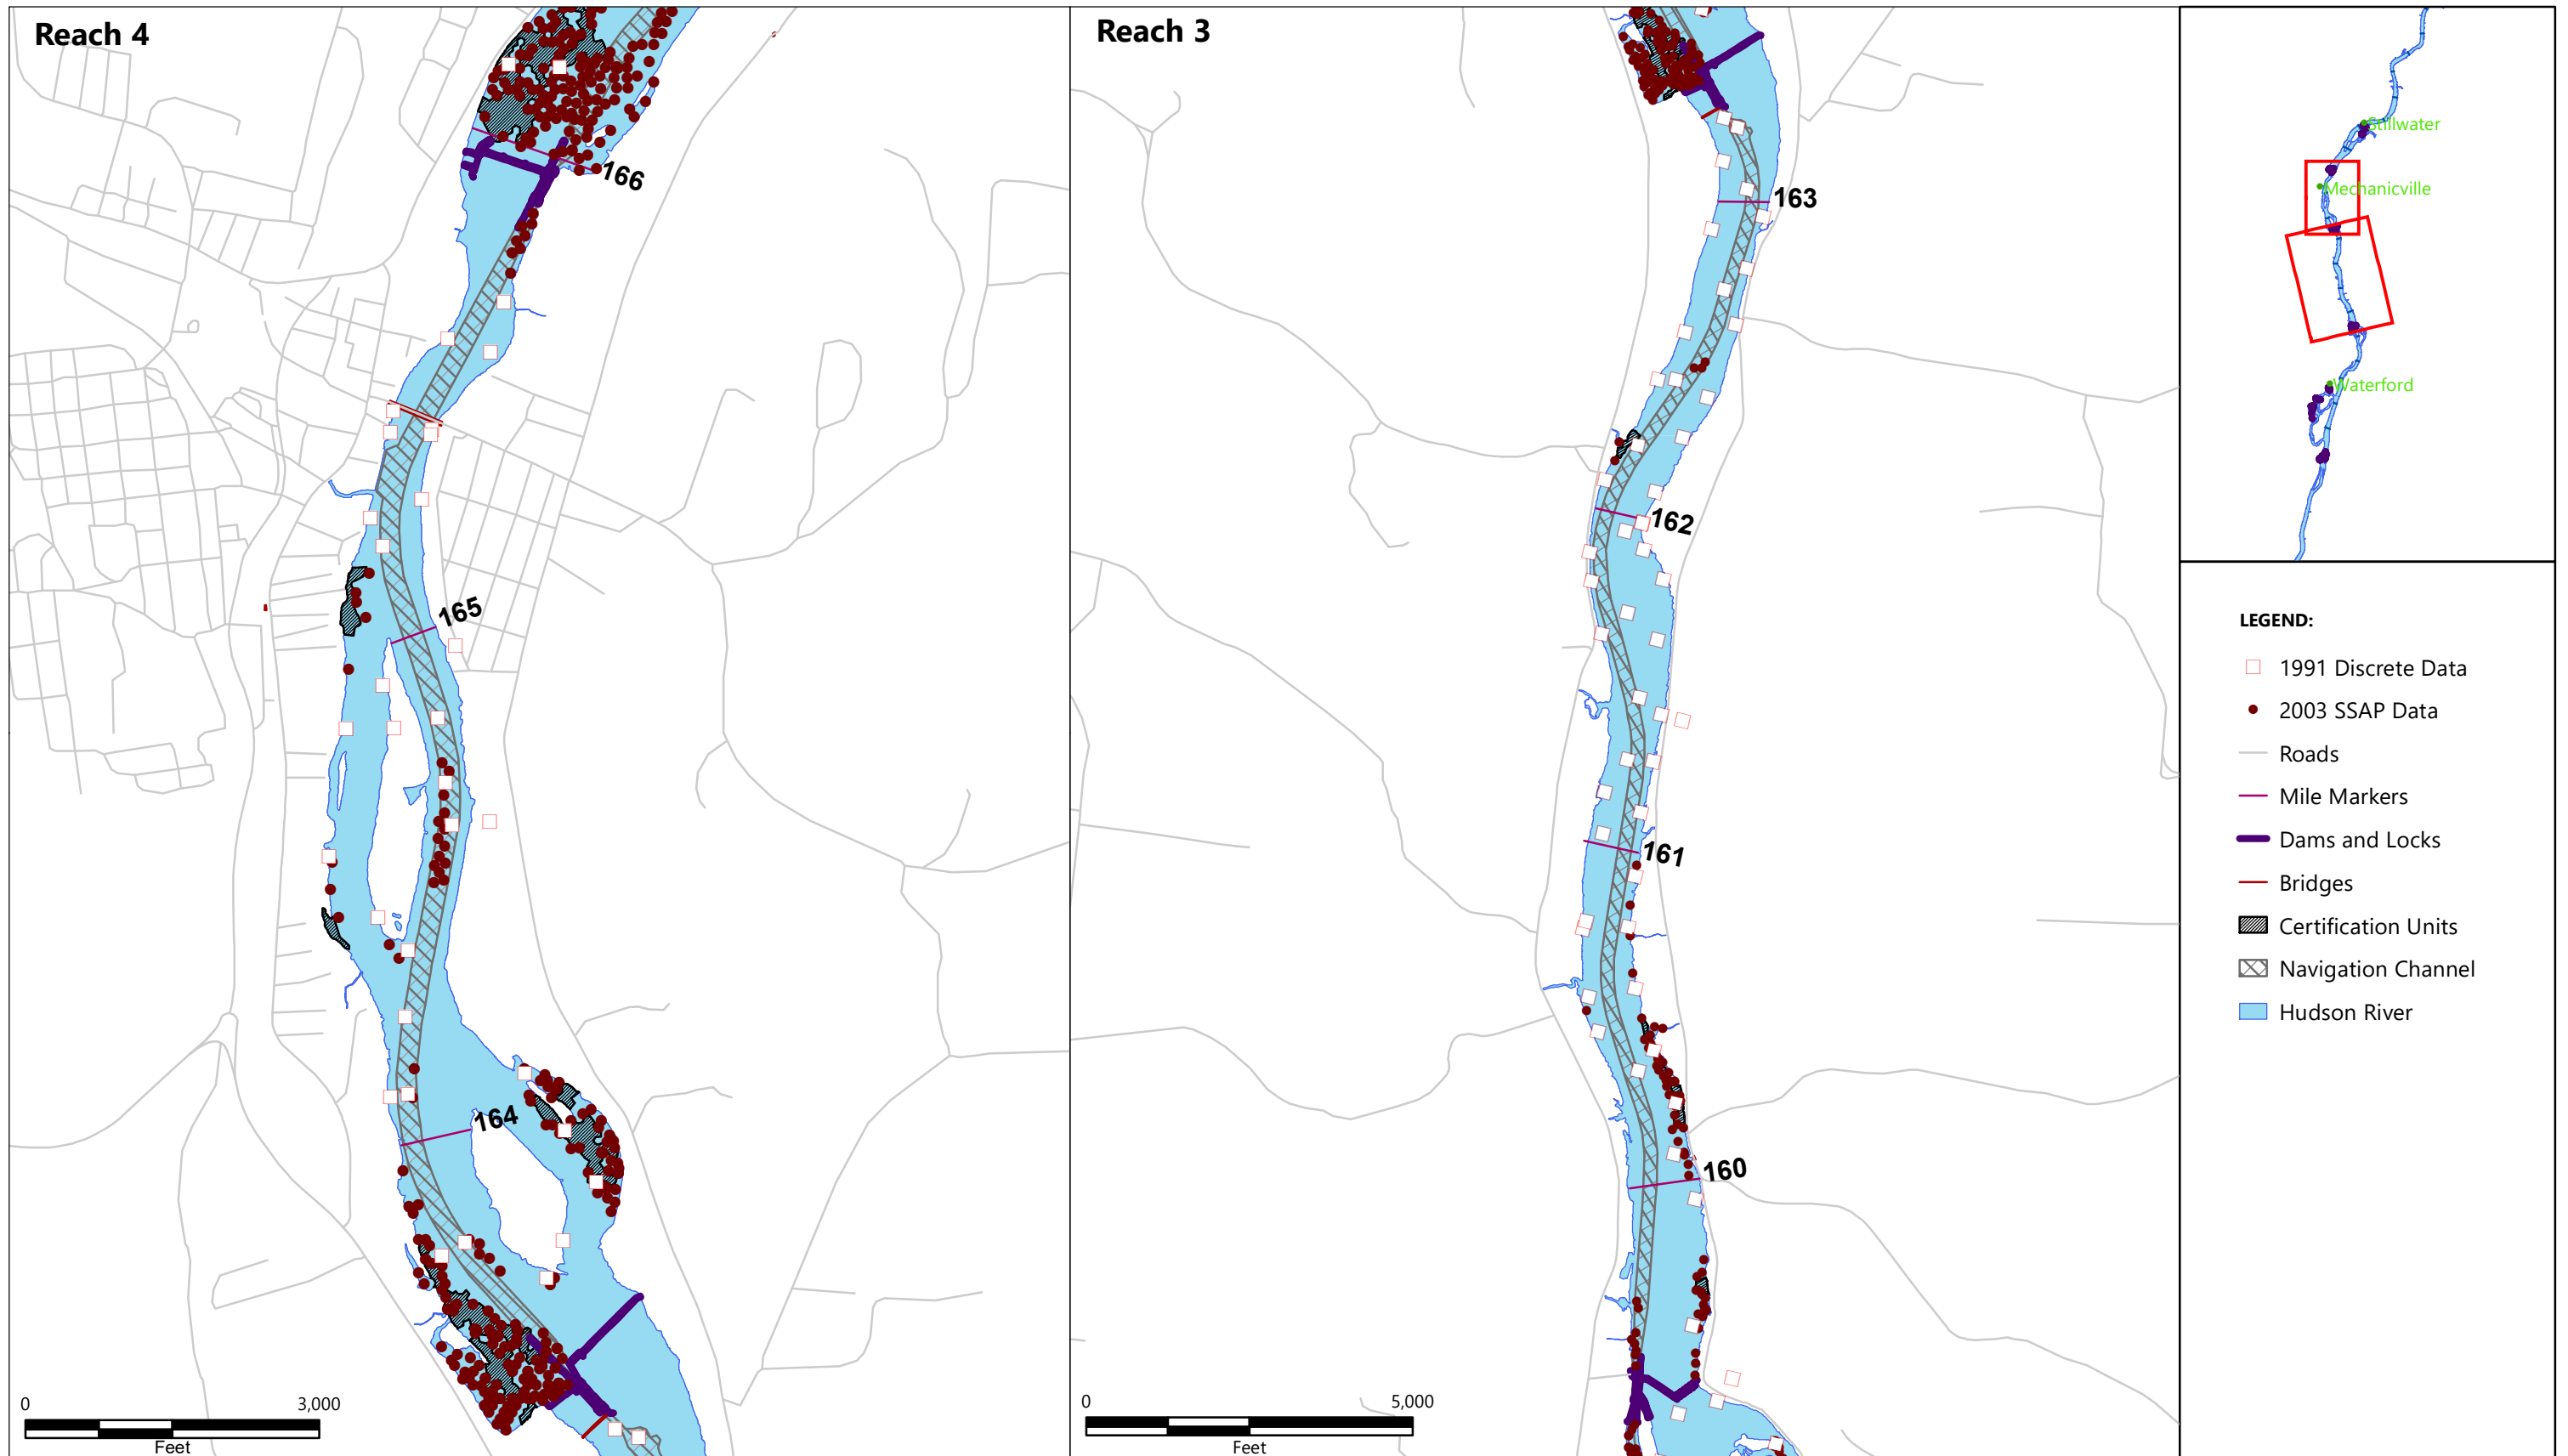 Reach 4
166
165
164
0
3,000
Feet
Reach 3
163
162
161
160
0
5,000
Feet
Stillwater
Mechanicville
Waterford
LEGEND:
1991 Discrete Data
2003 SSAP Data
Roads
Mile Markers
Dams and Locks
Bridges
Certification Units
Navigation Channel
Hudson River